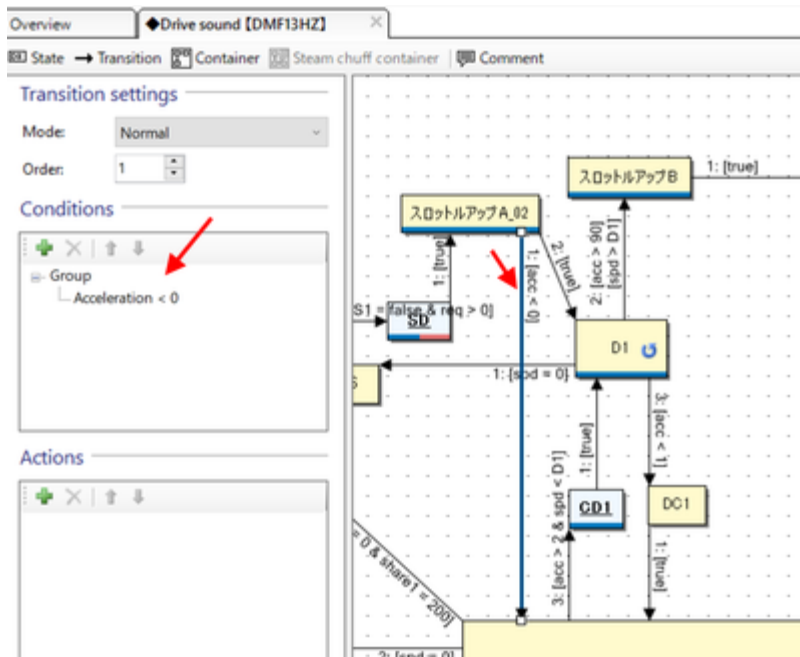 Overview
◆Drive sound【DMF13HZ】
State
Transition
Container
Steam chuff container
Comment
Transition settings
Mode:
Normal
Order:
1
Conditions
Group
Acceleration < 0
Actions
スロットルアップB
1: [true]
スロットルアップA_02
1: [true]
1: [acc < 0]
2: [true]
2: [acc > 90]
[spd > D1]
S1 = false & req > 0]
SD
D1
S
1: [spd = 0]
1: [true]
3: [acc < 1]
CD1
DC1
3: [acc > 2 & spd < D1]
1: [true]
= 0 & share1 = 200]
2: [spd = 0]